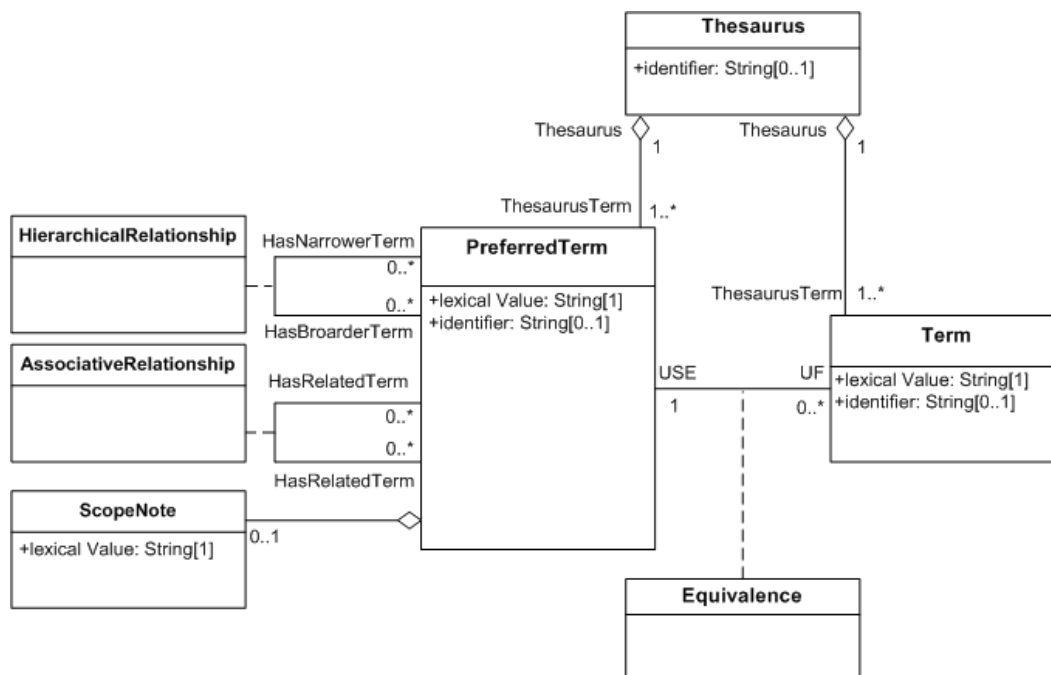 Thesaurus
+identifier: String[0..1]
Thesaurus
Thesaurus
1
1
ThesaurusTerm
1..*
HierarchicalRelationship
HasNarrowerTerm
0..*
PreferredTerm
+lexical Value: String[1]
+identifier: String[0..1]
0..*
HasBroarderTerm
ThesaurusTerm
1..*
Term
+lexical Value: String[1]
+identifier: String[0..1]
AssociativeRelationship
HasRelatedTerm
0..*
0..*
HasRelatedTerm
USE
UF
1
0..*
ScopeNote
+lexical Value: String[1]
0..1
Equivalence